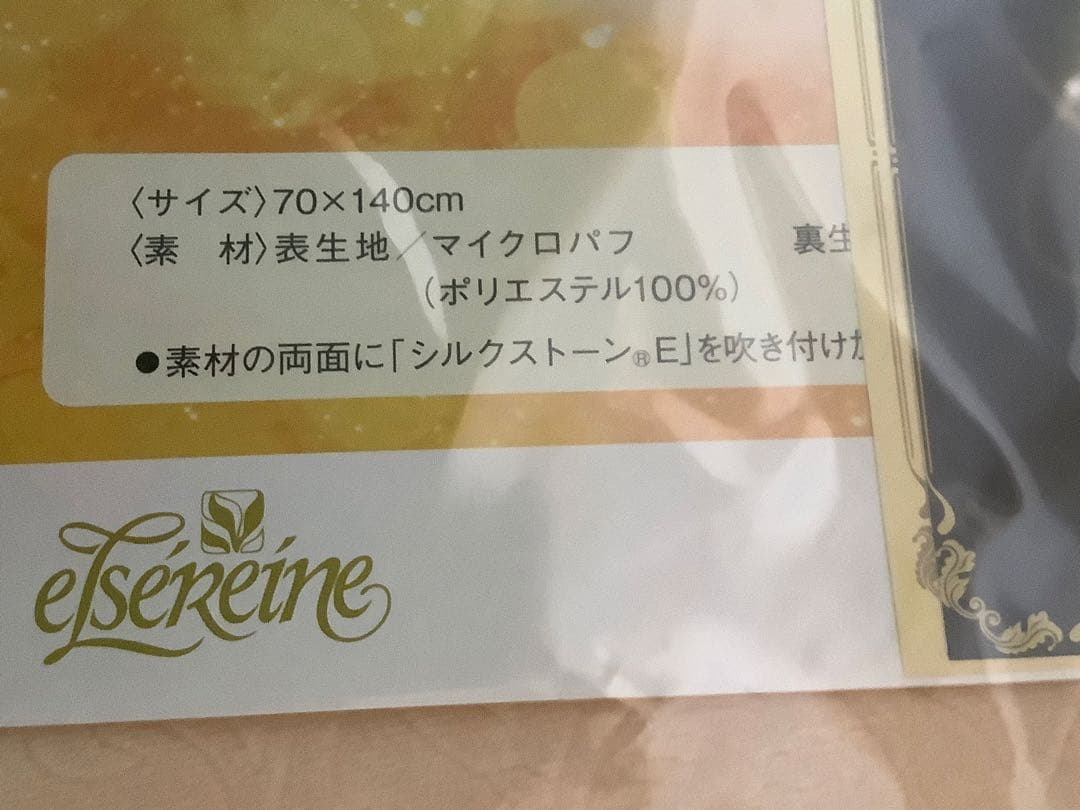 〈サイズ〉70×140cm
〈素　材〉表生地／マイクロパフ　　　　裏生
(ポリエステル100%)
●素材の両面に「シルクストーン®E」を吹き付けか
elséreine